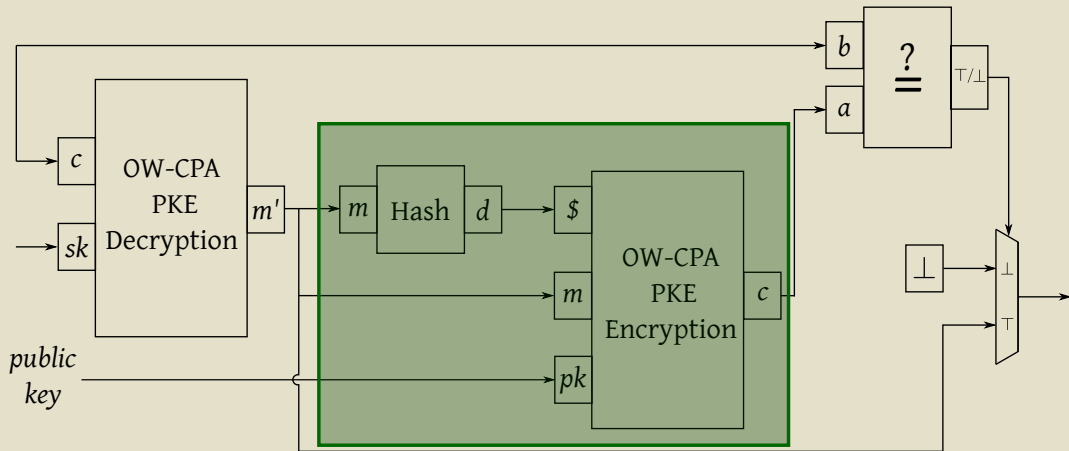 b
?
=
⊤/⊥
a
c
OW-CPA
PKE
Decryption
m'
sk
m
Hash
d
$
OW-CPA
PKE
Encryption
m
c
pk
public
key
⊥
⊥
⊤